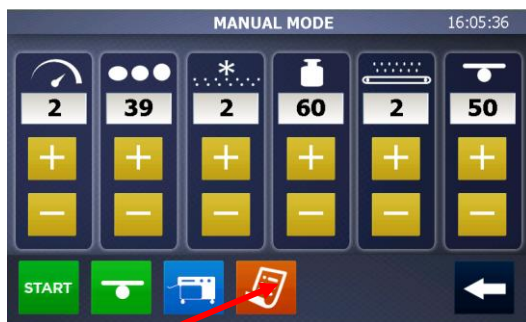 MANUAL MODE 16:05:36
2 39 2 60 2 50
+ + + + + +
− − − − − −
START